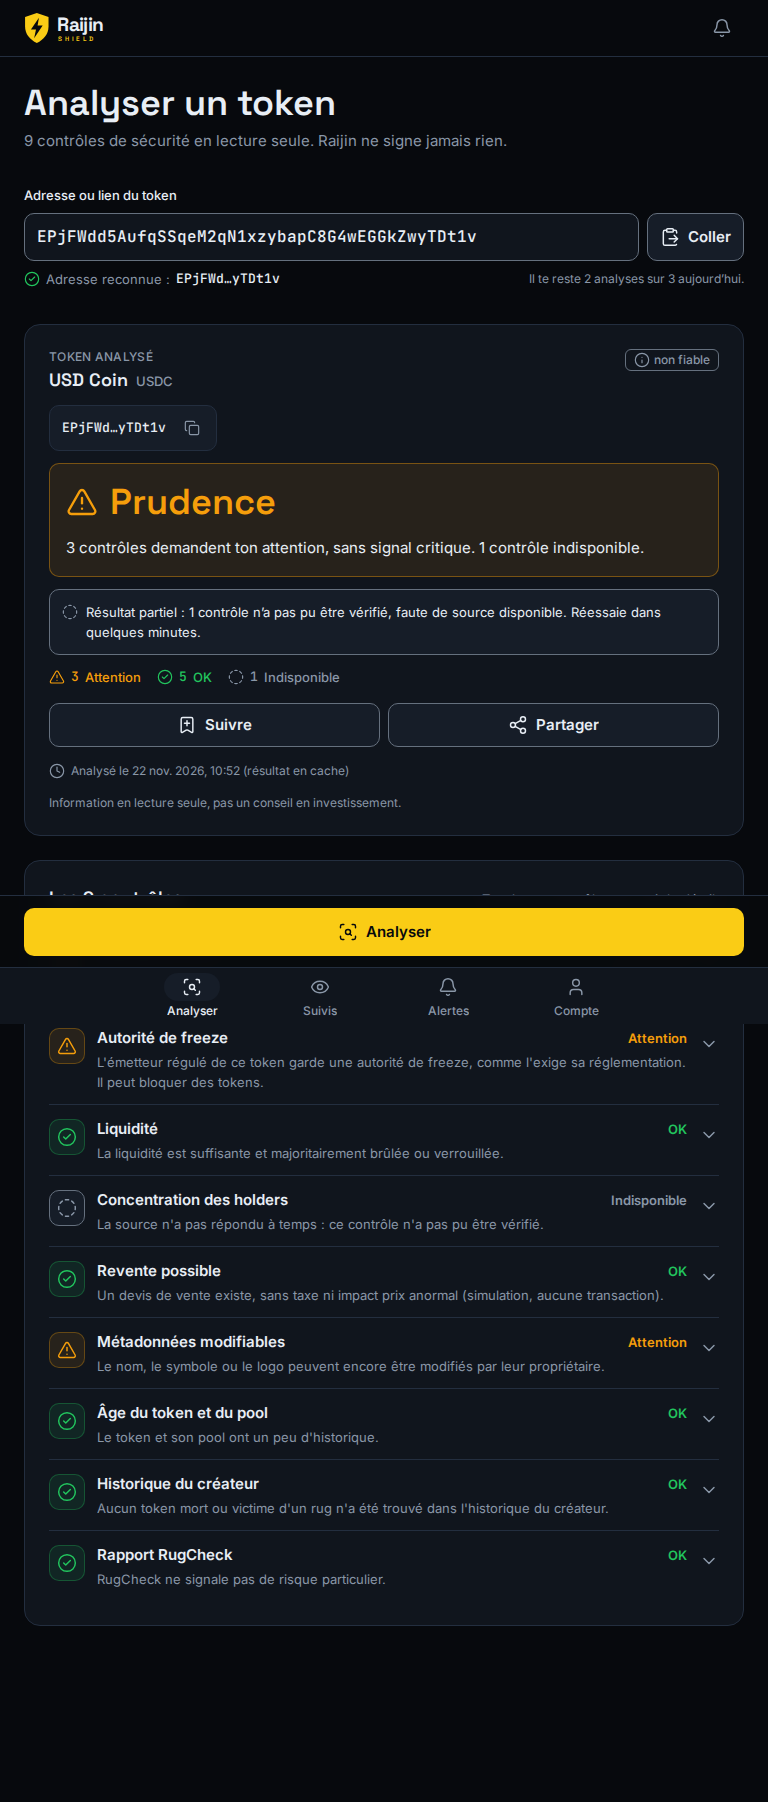 Raijin
SHIELD
Analyser un token
9 contrôles de sécurité en lecture seule. Raijin ne signe jamais rien.
Adresse ou lien du token
EPjFWdd5AufqSSqeM2qN1xzybapC8G4wEGGkZwyTDt1v
Coller
Adresse reconnue : EPjFWd…yTDt1v
Il te reste 2 analyses sur 3 aujourd'hui.
TOKEN ANALYSÉ
non fiable
USD Coin USDC
EPjFWd…yTDt1v
Prudence
3 contrôles demandent ton attention, sans signal critique. 1 contrôle indisponible.
Résultat partiel : 1 contrôle n'a pas pu être vérifié, faute de source disponible. Réessaie dans
quelques minutes.
3 Attention 5 OK 1 Indisponible
Suivre
Partager
Analysé le 22 nov. 2026, 10:52 (résultat en cache)
Information en lecture seule, pas un conseil en investissement.
Analyser
Analyser
Suivis
Alertes
Compte
Autorité de freeze
Attention
L'émetteur régulé de ce token garde une autorité de freeze, comme l'exige sa réglementation.
Il peut bloquer des tokens.
Liquidité
OK
La liquidité est suffisante et majoritairement brûlée ou verrouillée.
Concentration des holders
Indisponible
La source n'a pas répondu à temps : ce contrôle n'a pas pu être vérifié.
Revente possible
OK
Un devis de vente existe, sans taxe ni impact prix anormal (simulation, aucune transaction).
Métadonnées modifiables
Attention
Le nom, le symbole ou le logo peuvent encore être modifiés par leur propriétaire.
Âge du token et du pool
OK
Le token et son pool ont un peu d'historique.
Historique du créateur
OK
Aucun token mort ou victime d'un rug n'a été trouvé dans l'historique du créateur.
Rapport RugCheck
OK
RugCheck ne signale pas de risque particulier.